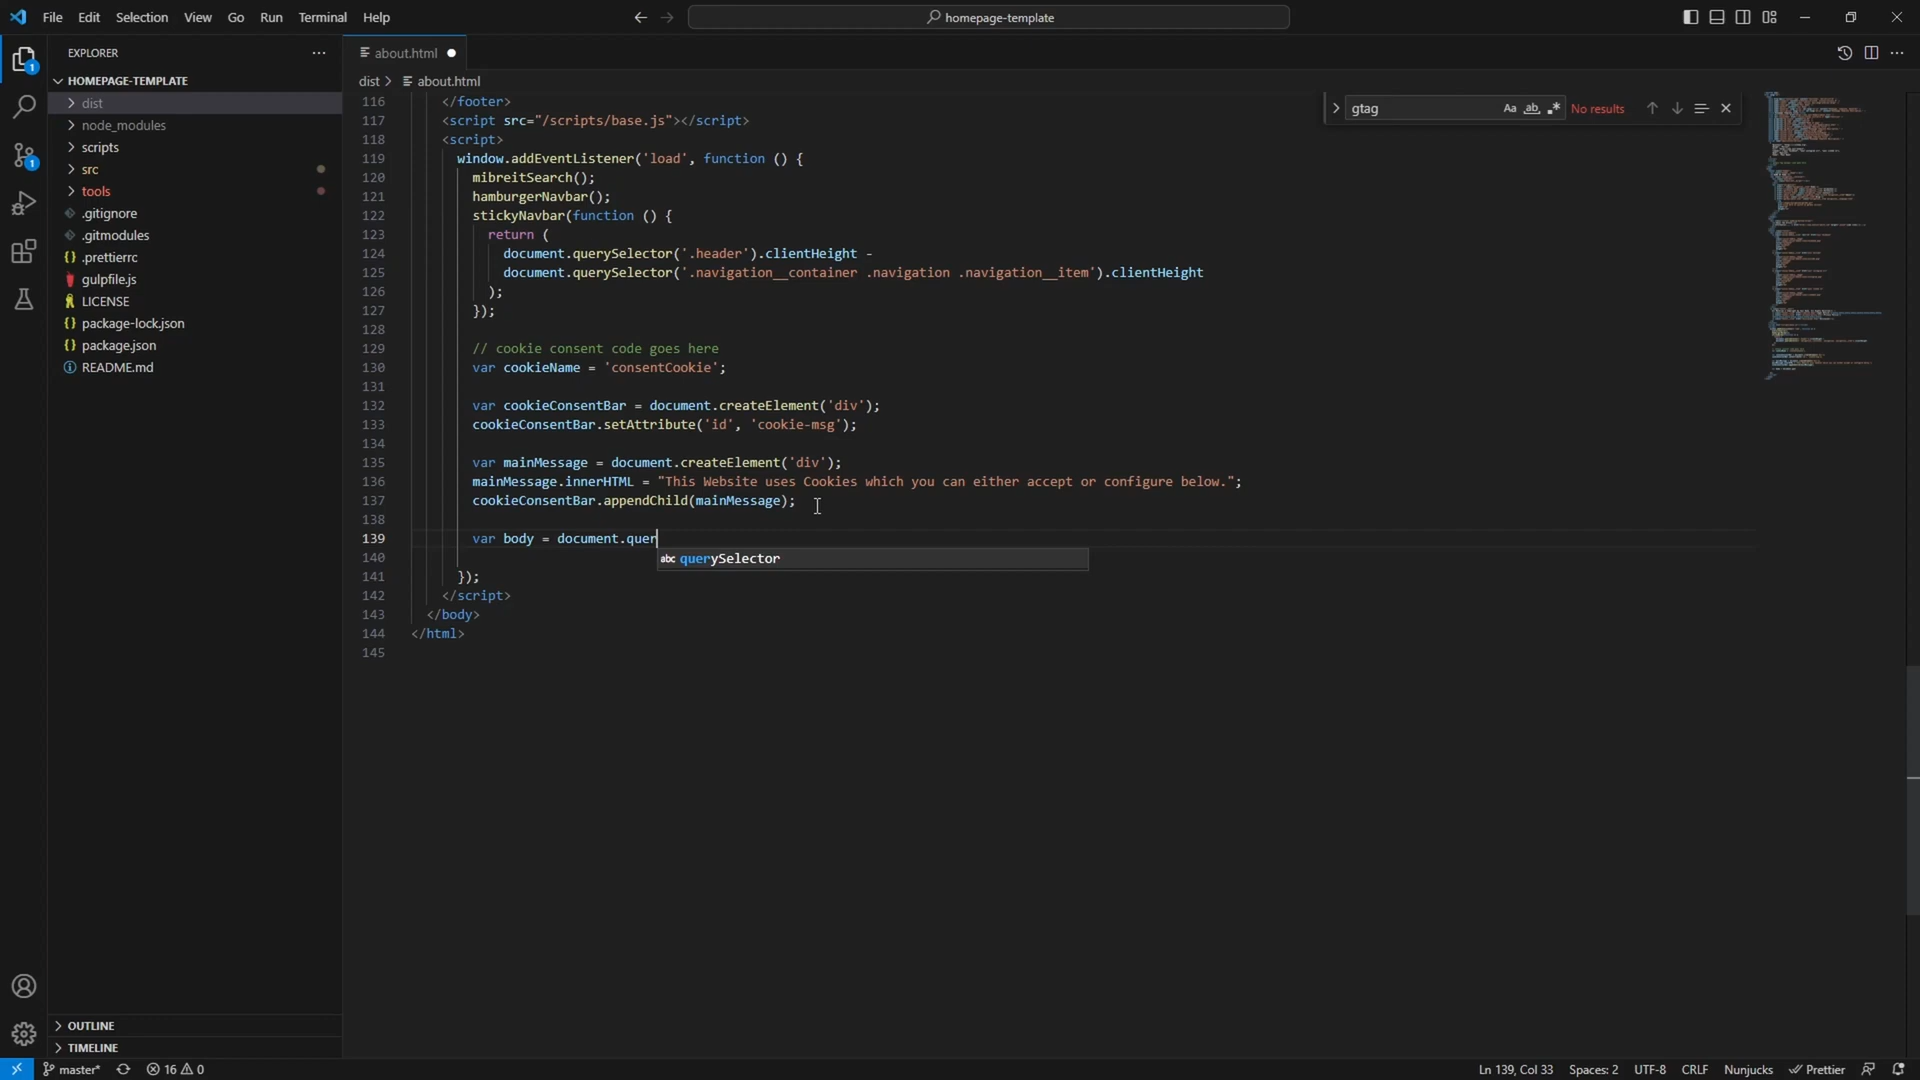 File Edit Selection View Go Run Terminal Help
homepage-template
EXPLORER
HOMEPAGE-TEMPLATE
dist
node_modules
scripts
src
tools
.gitignore
.gitmodules
.prettierrc
gulpfile.js
LICENSE
package-lock.json
package.json
README.md
OUTLINE
TIMELINE
about.html
dist > about.html
gtag Aa ab .* No results
116 </footer>
117 <script src="/scripts/base.js"></script>
118 <script>
119 window.addEventListener('load', function () {
120 mibreitSearch();
121 hamburgerNavbar();
122 stickyNavbar(function () {
123 return (
124 document.querySelector('.header').clientHeight -
125 document.querySelector('.navigation__container .navigation .navigation__item').clientHeight
126 );
127 });
128
129 // cookie consent code goes here
130 var cookieName = 'consentCookie';
131
132 var cookieConsentBar = document.createElement('div');
133 cookieConsentBar.setAttribute('id', 'cookie-msg');
134
135 var mainMessage = document.createElement('div');
136 mainMessage.innerHTML = "This Website uses Cookies which you can either accept or configure below.";
137 cookieConsentBar.appendChild(mainMessage);
138
139 var body = document.quer
abc querySelector
140
141 });
142 </script>
143 </body>
144 </html>
145
1
1
master* 16 0 Ln 139, Col 33 Spaces: 2 UTF-8 CRLF Nunjucks Prettier